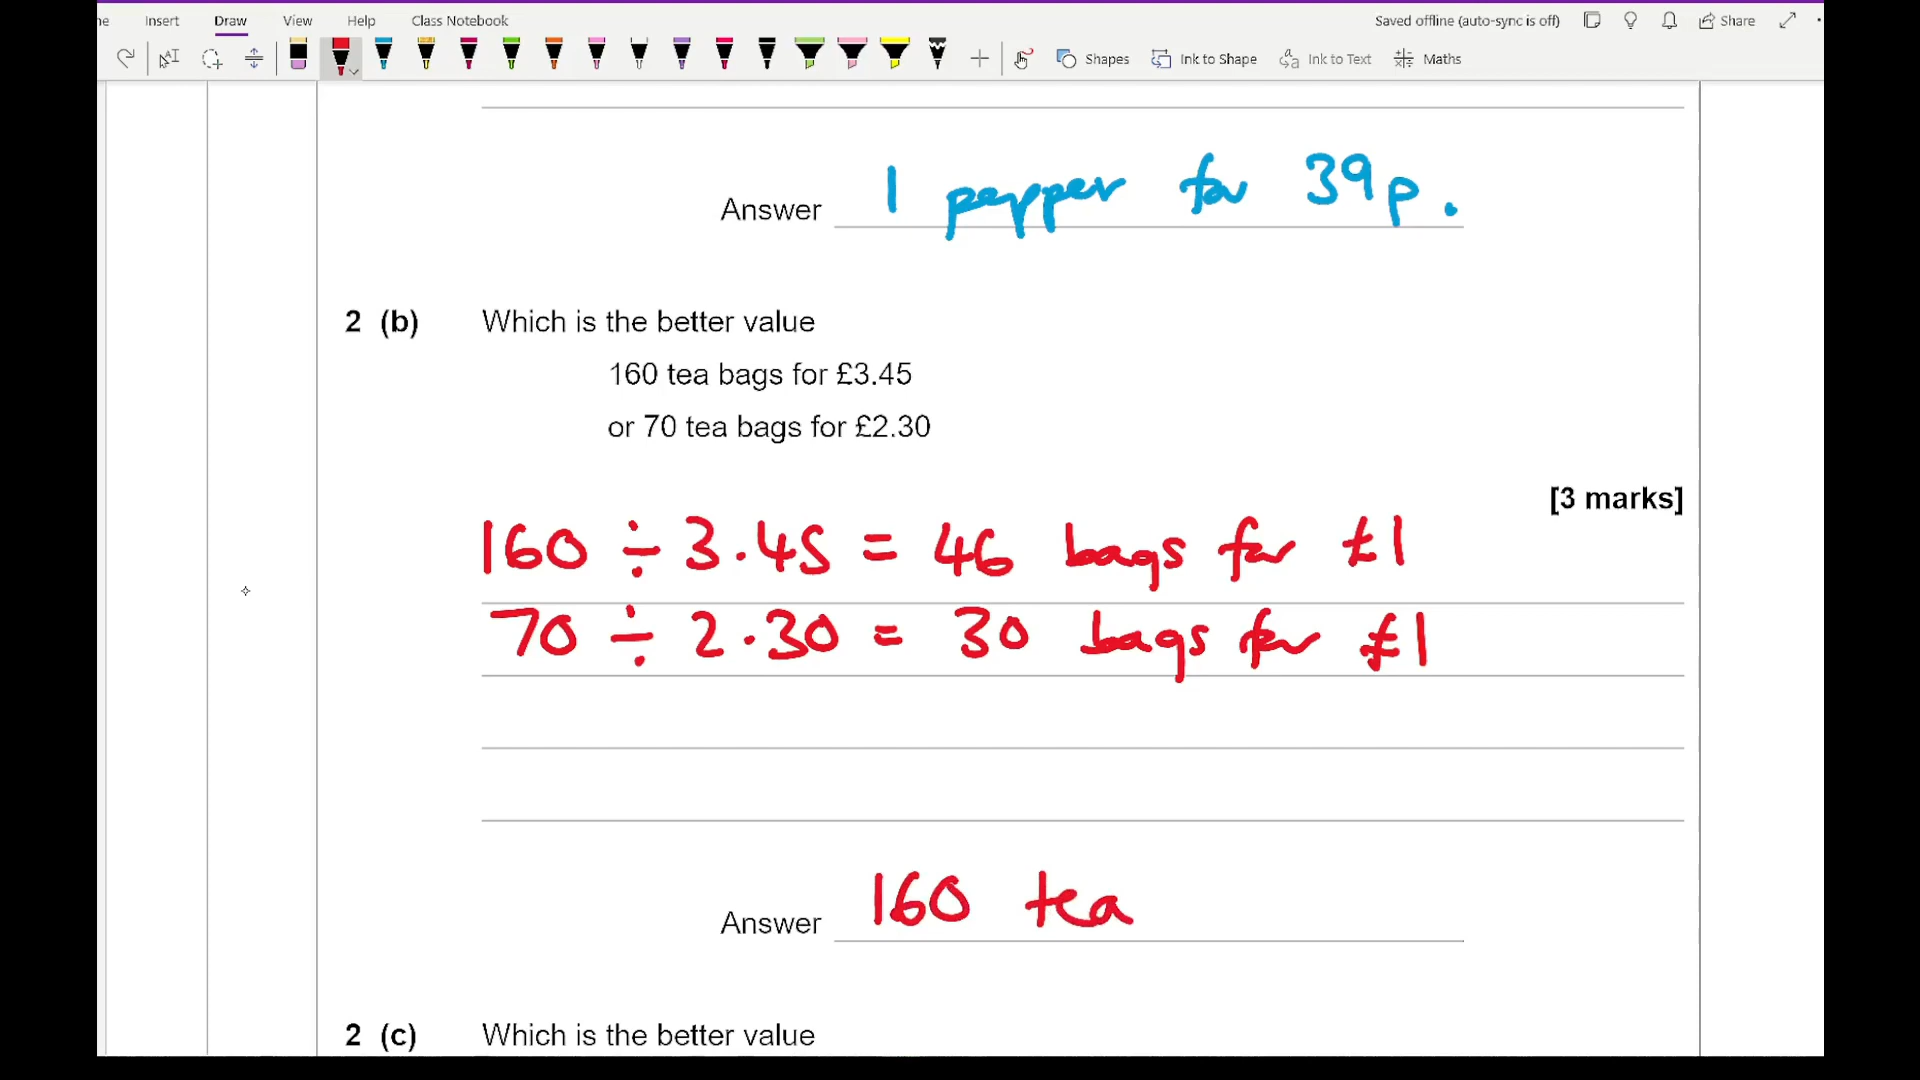 Insert Draw View Help Class Notebook Saved offline (auto-sync is off) Share
Shapes Ink to Shape Ink to Text Maths
Answer 1 pepper for 39p.
2 (b) Which is the better value
160 tea bags for £3.45
or 70 tea bags for £2.30
[3 marks]
160 ÷ 3.45 = 46 bags for £1
70 ÷ 2.30 = 30 bags for £1
Answer 160 tea
2 (c) Which is the better value